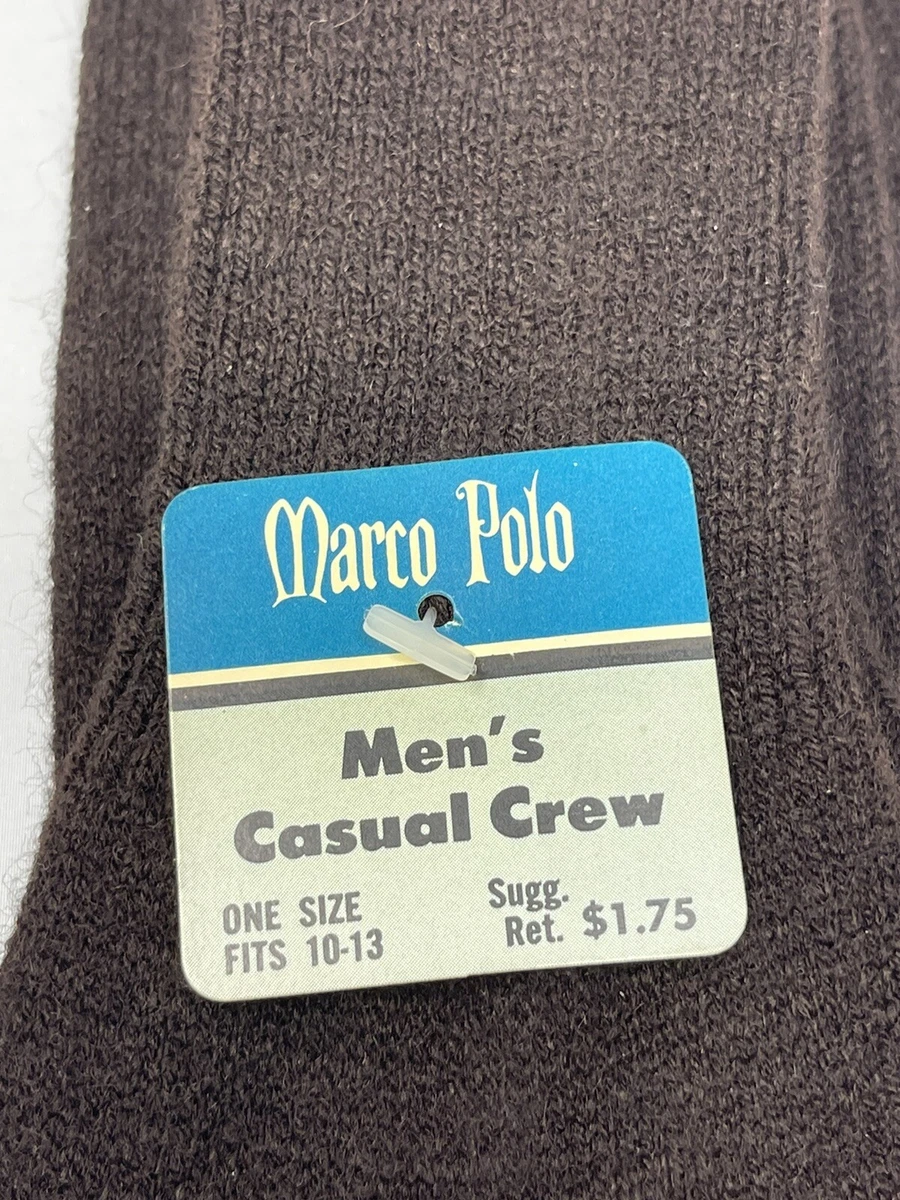 Marco Polo
Men's
Casual Crew
ONE SIZE
FITS 10-13
Sugg.
Ret. $1.75